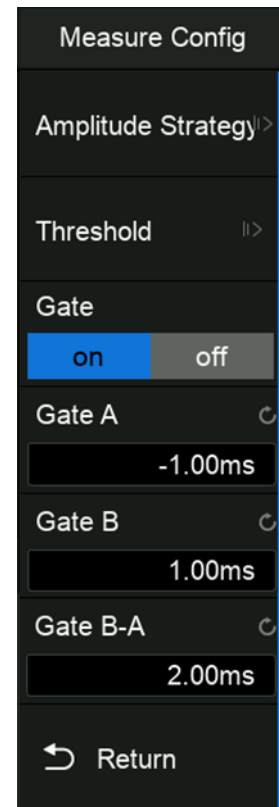 Measure Config
Amplitude Strategy
Threshold
Gate
on off
Gate A
-1.00ms
Gate B
1.00ms
Gate B-A
2.00ms
Return